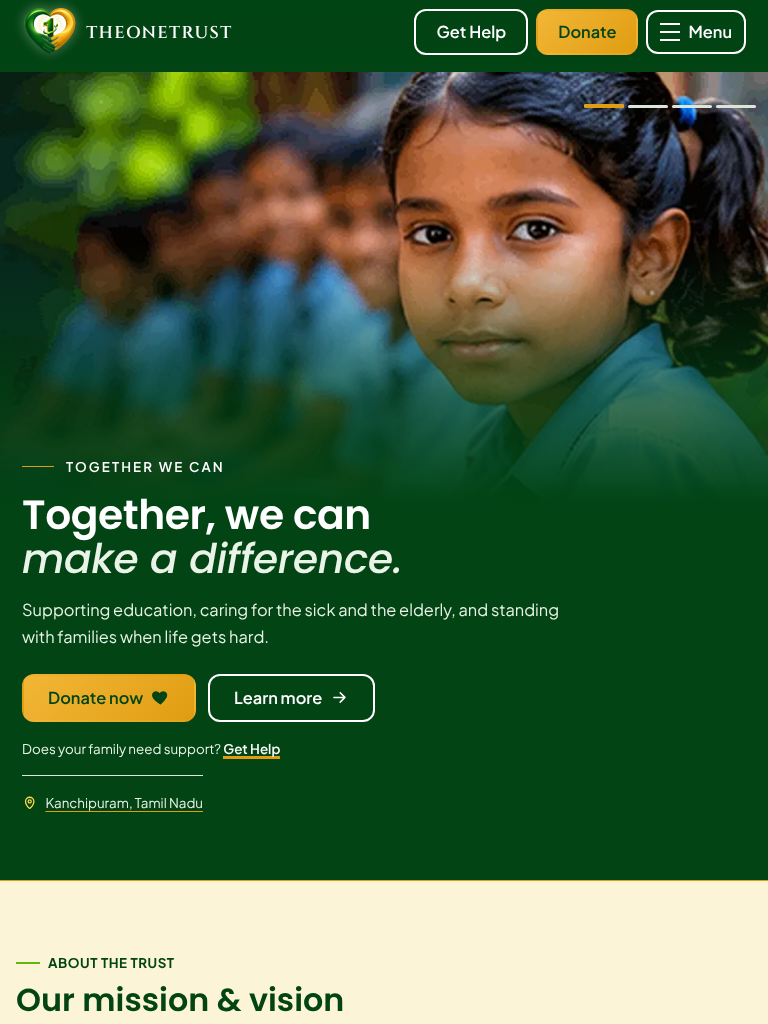 THEONETRUST
Get Help
Donate
Menu
TOGETHER WE CAN
Together, we can
make a difference.
Supporting education, caring for the sick and the elderly, and standing
with families when life gets hard.
Donate now
Learn more
Does your family need support? Get Help
Kanchipuram, Tamil Nadu
ABOUT THE TRUST
Our mission & vision